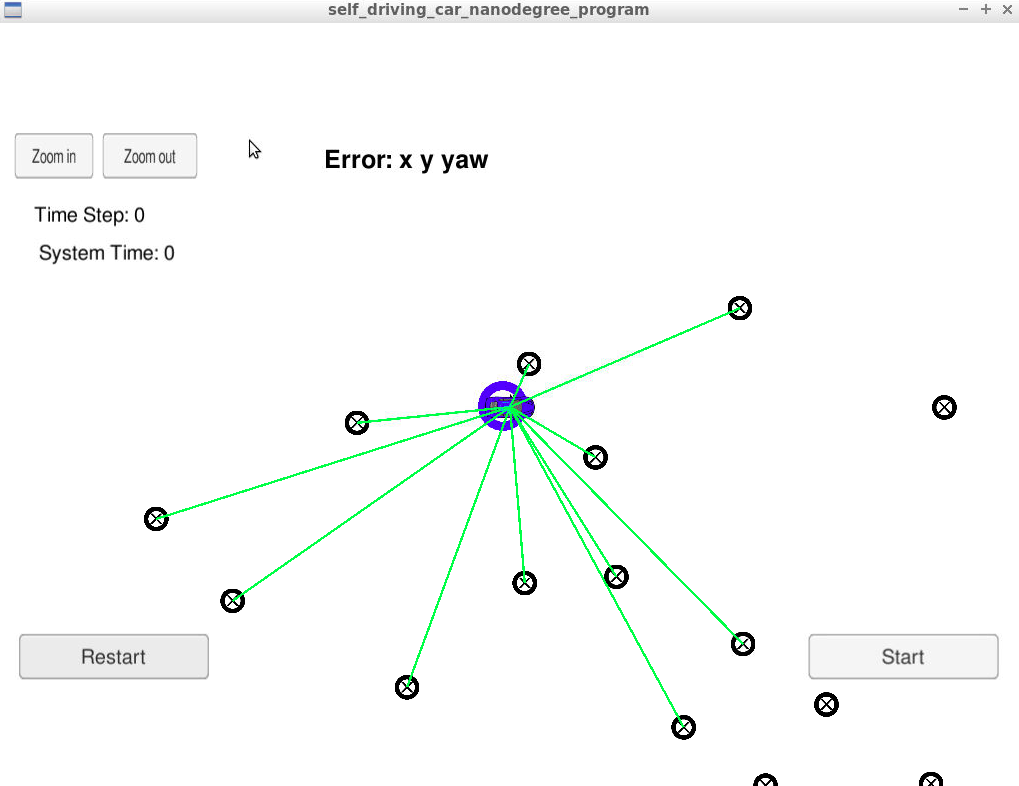 self_driving_car_nanodegree_program
Zoom in
Zoom out
Error: x y yaw
Time Step: 0
System Time: 0
Restart
Start